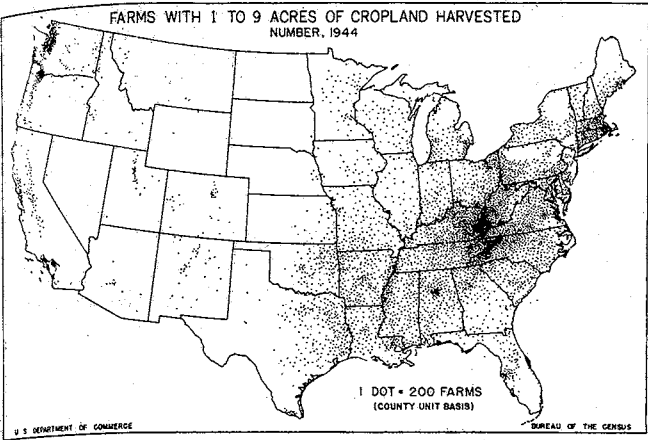 FARMS WITH 1 TO 9 ACRES OF CROPLAND HARVESTED
NUMBER, 1944
1 DOT = 200 FARMS
(COUNTY UNIT BASIS)
U S DEPARTMENT OF COMMERCE
BUREAU OF THE CENSUS